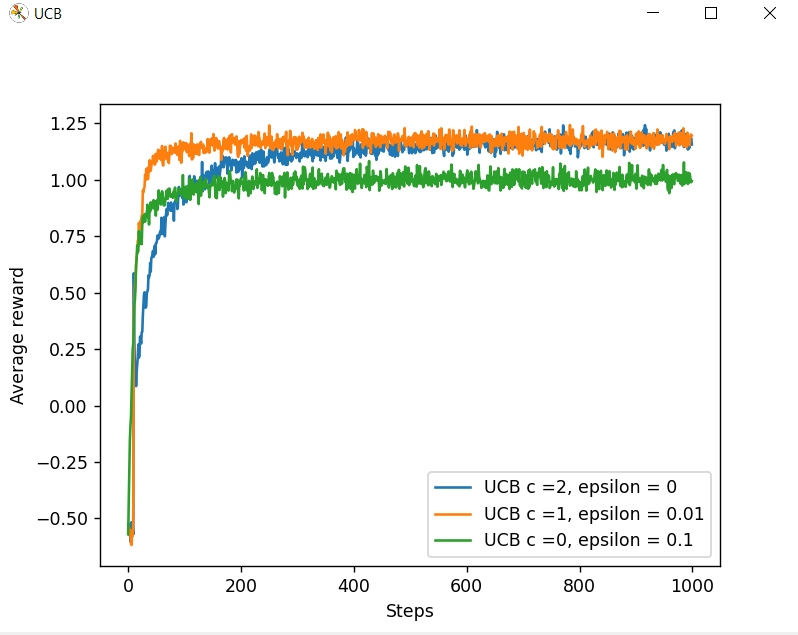 UCB
1.25
1.00
0.75
0.50
0.25
0.00
−0.25
−0.50
Average reward
0 200 400 600 800 1000
Steps
UCB c =2, epsilon = 0
UCB c =1, epsilon = 0.01
UCB c =0, epsilon = 0.1